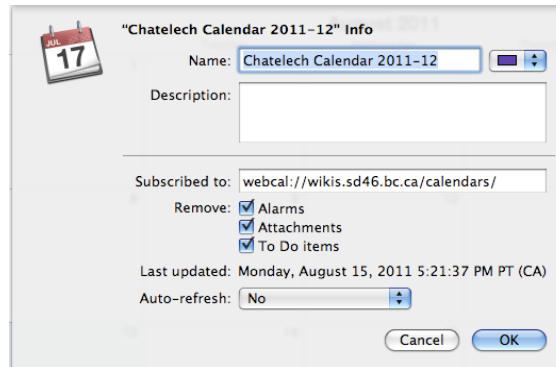 August 2011
"Chatelech Calendar 2011-12" Info
JUL
17
Name: Chatelech Calendar 2011-12
Description:
Subscribed to: webcal://wikis.sd46.bc.ca/calendars/
Remove: Alarms
Attachments
To Do items
Last updated: Monday, August 15, 2011 5:21:37 PM PT (CA)
Auto-refresh: No
Cancel OK